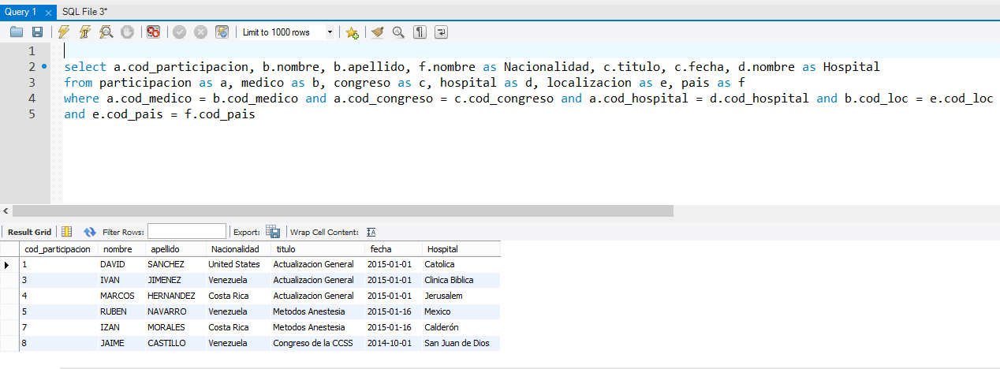 Query 1 SQL File 3*
Limit to 1000 rows
1
2 select a.cod_participacion, b.nombre, b.apellido, f.nombre as Nacionalidad, c.titulo, c.fecha, d.nombre as Hospital
3 from participacion as a, medico as b, congreso as c, hospital as d, localizacion as e, pais as f
4 where a.cod_medico = b.cod_medico and a.cod_congreso = c.cod_congreso and a.cod_hospital = d.cod_hospital and b.cod_loc = e.cod_loc
5 and e.cod_pais = f.cod_pais
Result Grid Filter Rows: Export: Wrap Cell Content:
cod_participacion nombre apellido Nacionalidad titulo fecha Hospital
1 DAVID SANCHEZ United States Actualizacion General 2015-01-01 Catolica
3 IVAN JIMENEZ Venezuela Actualizacion General 2015-01-01 Clinica Biblica
4 MARCOS HERNANDEZ Costa Rica Actualizacion General 2015-01-01 Jerusalem
5 RUBEN NAVARRO Venezuela Metodos Anestesia 2015-01-16 Mexico
7 IZAN MORALES Costa Rica Metodos Anestesia 2015-01-16 Calderón
8 JAIME CASTILLO Venezuela Congreso de la CCSS 2014-10-01 San Juan de Dios